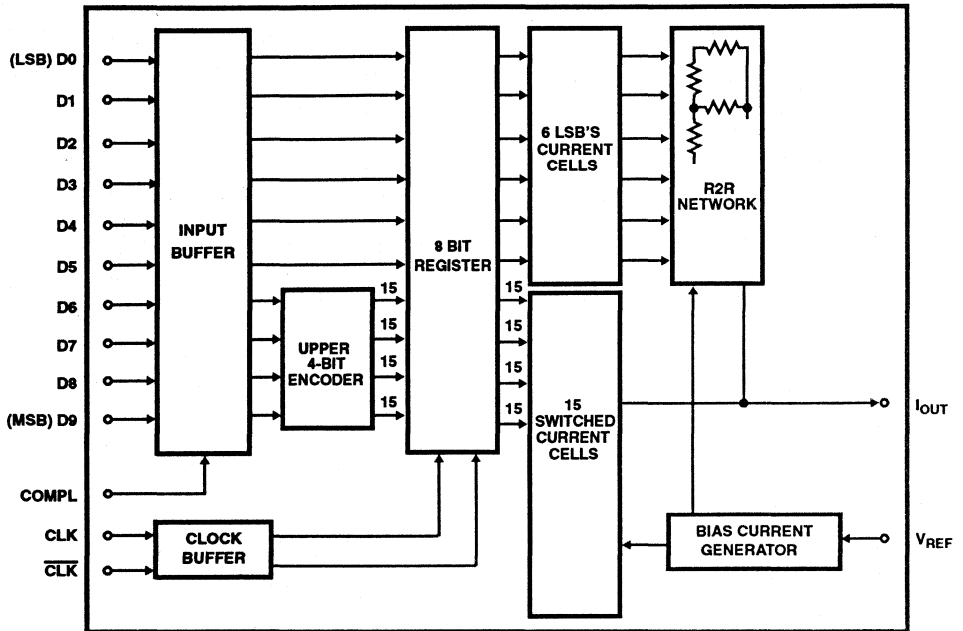 (LSB) D0
D1
D2
D3
D4
D5
D6
D7
D8
(MSB) D9
COMPL
CLK
CLK
INPUT
BUFFER
UPPER
4-BIT
ENCODER
CLOCK
BUFFER
15
15
15
15
8 BIT
REGISTER
15
15
15
15
6 LSB'S
CURRENT
CELLS
15
SWITCHED
CURRENT
CELLS
R2R
NETWORK
BIAS CURRENT
GENERATOR
IOUT
VREF